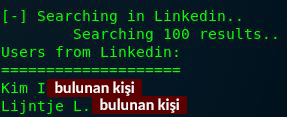 [-] Searching in Linkedin..
Searching 100 results..
Users from Linkedin:
====================
Kim I bulunan kişi
Lijntje L. bulunan kişi